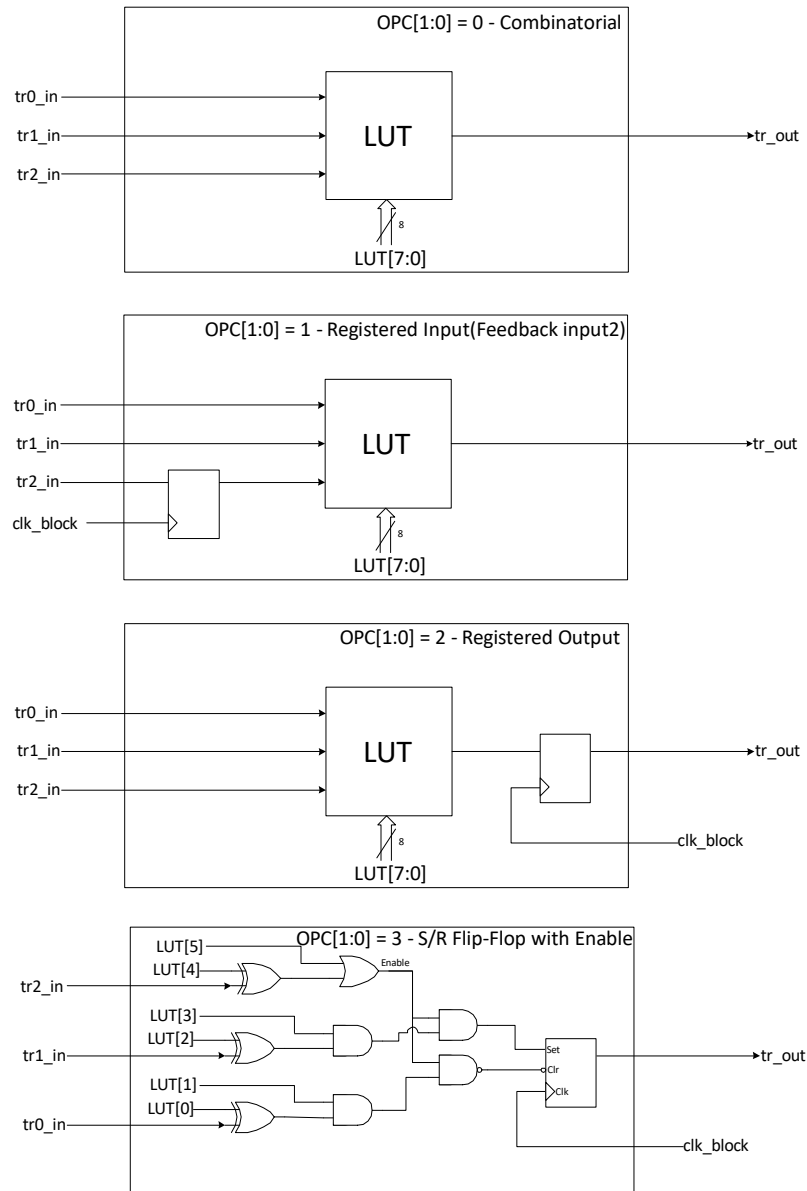 OPC[1:0] = 0 - Combinatorial
tr0_in
tr1_in
tr2_in
LUT
tr_out
8
LUT[7:0]
OPC[1:0] = 1 - Registered Input(Feedback input2)
tr0_in
tr1_in
tr2_in
clk_block
LUT
tr_out
8
LUT[7:0]
OPC[1:0] = 2 - Registered Output
tr0_in
tr1_in
tr2_in
LUT
tr_out
clk_block
8
LUT[7:0]
OPC[1:0] = 3 - S/R Flip-Flop with Enable
LUT[5]
LUT[4]
Enable
tr2_in
LUT[3]
LUT[2]
tr1_in
Set
tr_out
Clr
LUT[1]
Clk
LUT[0]
tr0_in
clk_block